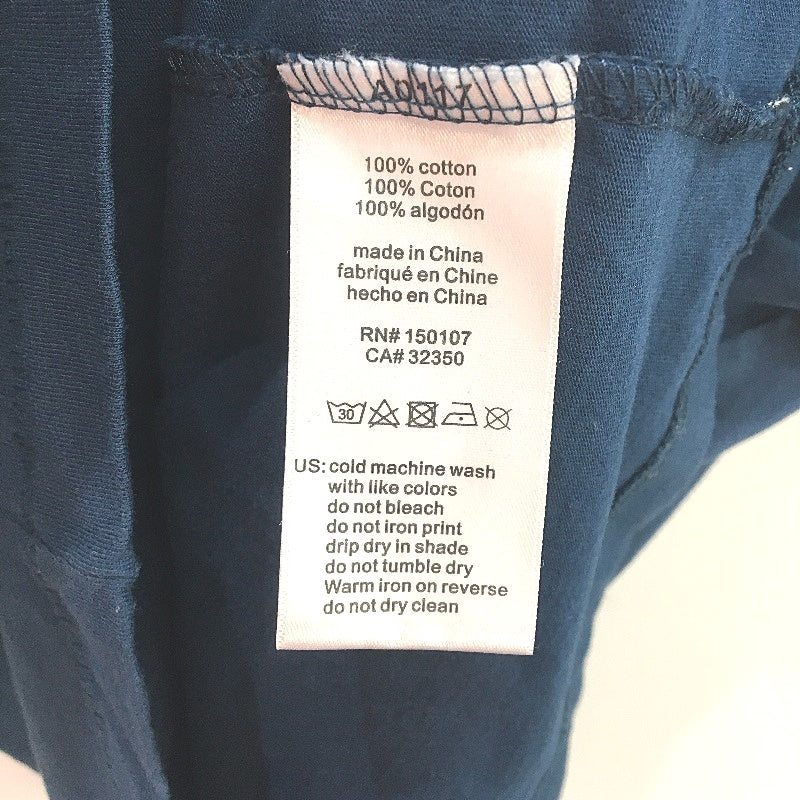 A0117
100% cotton
100% Coton
100% algodón
made in China
fabriqué en Chine
hecho en China
RN# 150107
CA# 32350
30
US: cold machine wash
with like colors
do not bleach
do not iron print
drip dry in shade
do not tumble dry
Warm iron on reverse
do not dry clean